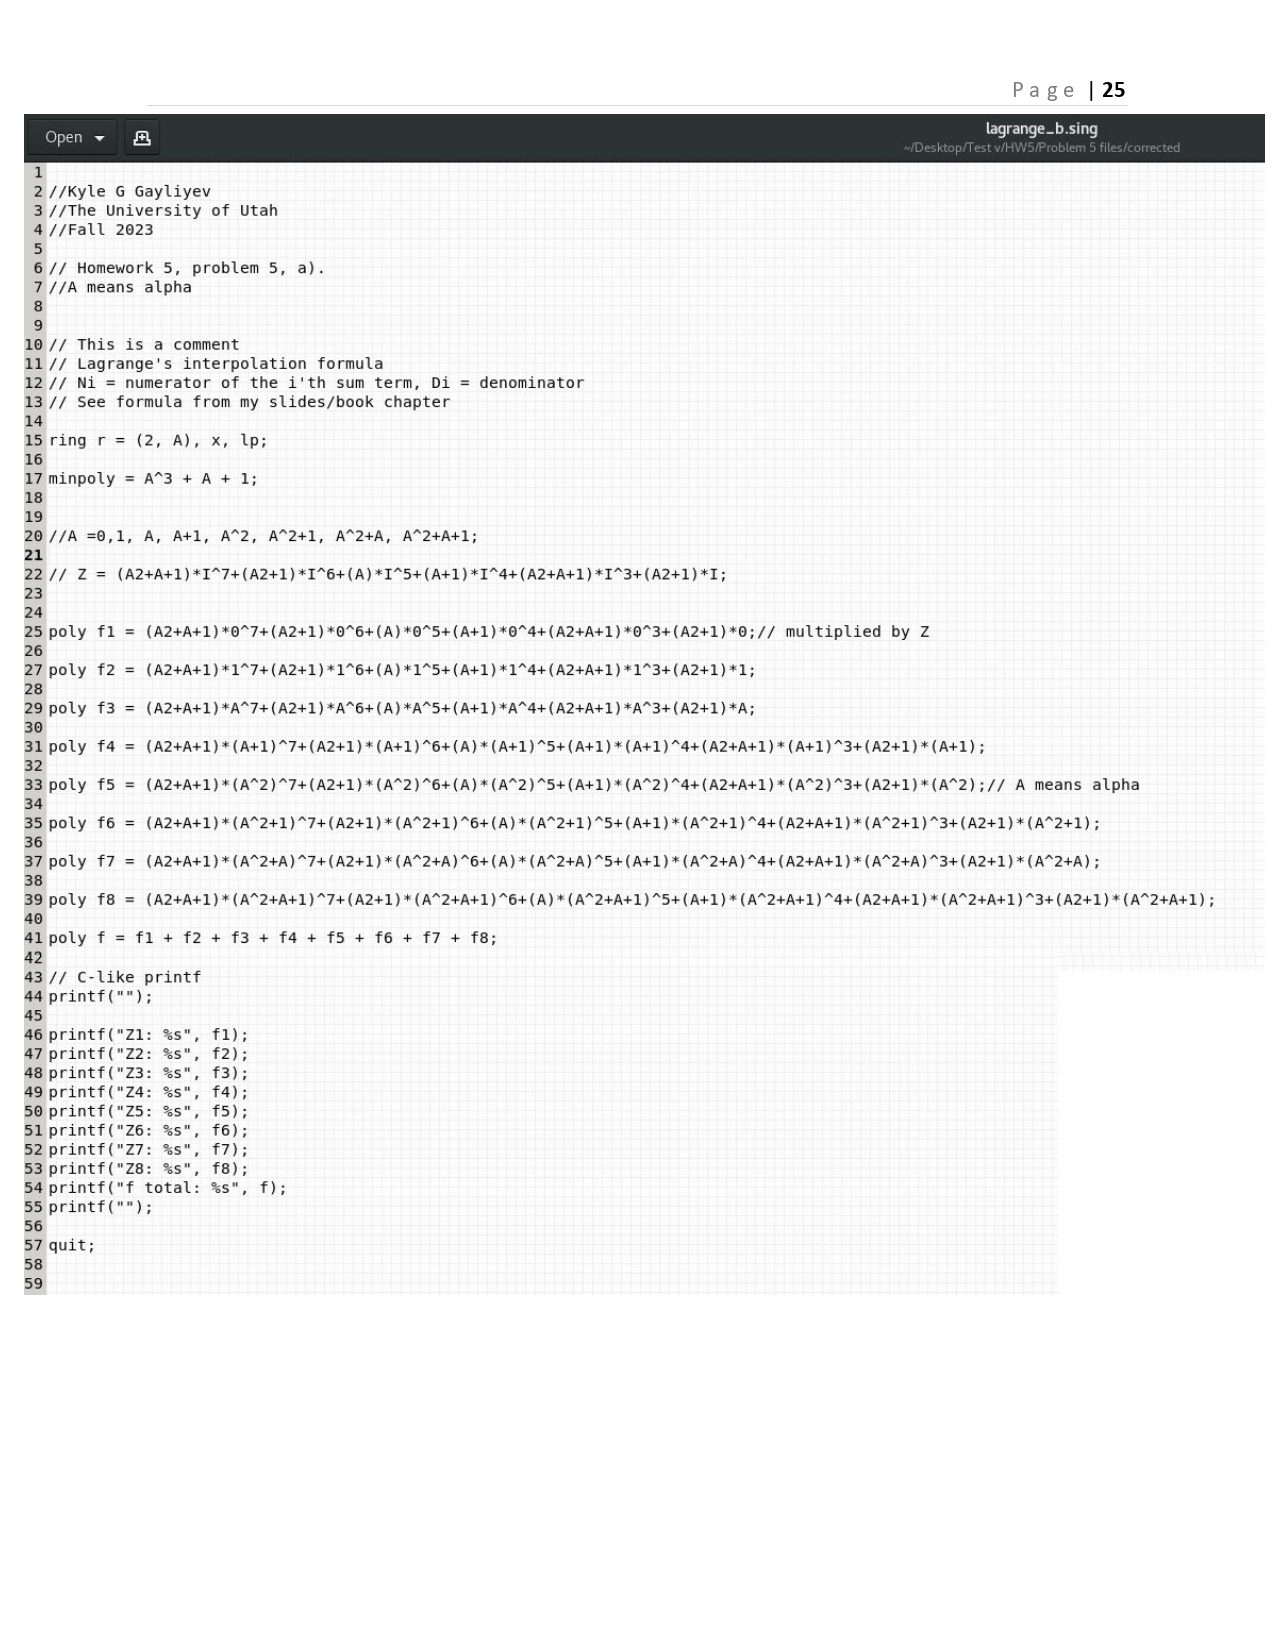 Page | 25
Open
lagrange_b.sing
~/Desktop/Test v/HW5/Problem 5 files/corrected
1
2 //Kyle G Gayliyev
3 //The University of Utah
4 //Fall 2023
5
6 // Homework 5, problem 5, a).
7 //A means alpha
8
9
10 // This is a comment
11 // Lagrange's interpolation formula
12 // Ni = numerator of the i'th sum term, Di = denominator
13 // See formula from my slides/book chapter
14
15 ring r = (2, A), x, lp;
16
17 minpoly = A^3 + A + 1;
18
19
20 //A =0,1, A, A+1, A^2, A^2+1, A^2+A, A^2+A+1;
21
22 // Z = (A2+A+1)*I^7+(A2+1)*I^6+(A)*I^5+(A+1)*I^4+(A2+A+1)*I^3+(A2+1)*I;
23
24
25 poly f1 = (A2+A+1)*0^7+(A2+1)*0^6+(A)*0^5+(A+1)*0^4+(A2+A+1)*0^3+(A2+1)*0;// multiplied by Z
26
27 poly f2 = (A2+A+1)*1^7+(A2+1)*1^6+(A)*1^5+(A+1)*1^4+(A2+A+1)*1^3+(A2+1)*1;
28
29 poly f3 = (A2+A+1)*A^7+(A2+1)*A^6+(A)*A^5+(A+1)*A^4+(A2+A+1)*A^3+(A2+1)*A;
30
31 poly f4 = (A2+A+1)*(A+1)^7+(A2+1)*(A+1)^6+(A)*(A+1)^5+(A+1)*(A+1)^4+(A2+A+1)*(A+1)^3+(A2+1)*(A+1);
32
33 poly f5 = (A2+A+1)*(A^2)^7+(A2+1)*(A^2)^6+(A)*(A^2)^5+(A+1)*(A^2)^4+(A2+A+1)*(A^2)^3+(A2+1)*(A^2);// A means alpha
34
35 poly f6 = (A2+A+1)*(A^2+1)^7+(A2+1)*(A^2+1)^6+(A)*(A^2+1)^5+(A+1)*(A^2+1)^4+(A2+A+1)*(A^2+1)^3+(A2+1)*(A^2+1);
36
37 poly f7 = (A2+A+1)*(A^2+A)^7+(A2+1)*(A^2+A)^6+(A)*(A^2+A)^5+(A+1)*(A^2+A)^4+(A2+A+1)*(A^2+A)^3+(A2+1)*(A^2+A);
38
39 poly f8 = (A2+A+1)*(A^2+A+1)^7+(A2+1)*(A^2+A+1)^6+(A)*(A^2+A+1)^5+(A+1)*(A^2+A+1)^4+(A2+A+1)*(A^2+A+1)^3+(A2+1)*(A^2+A+1);
40
41 poly f = f1 + f2 + f3 + f4 + f5 + f6 + f7 + f8;
42
43 // C-like printf
44 printf("");
45
46 printf("Z1: %s", f1);
47 printf("Z2: %s", f2);
48 printf("Z3: %s", f3);
49 printf("Z4: %s", f4);
50 printf("Z5: %s", f5);
51 printf("Z6: %s", f6);
52 printf("Z7: %s", f7);
53 printf("Z8: %s", f8);
54 printf("f total: %s", f);
55 printf("");
56
57 quit;
58
59